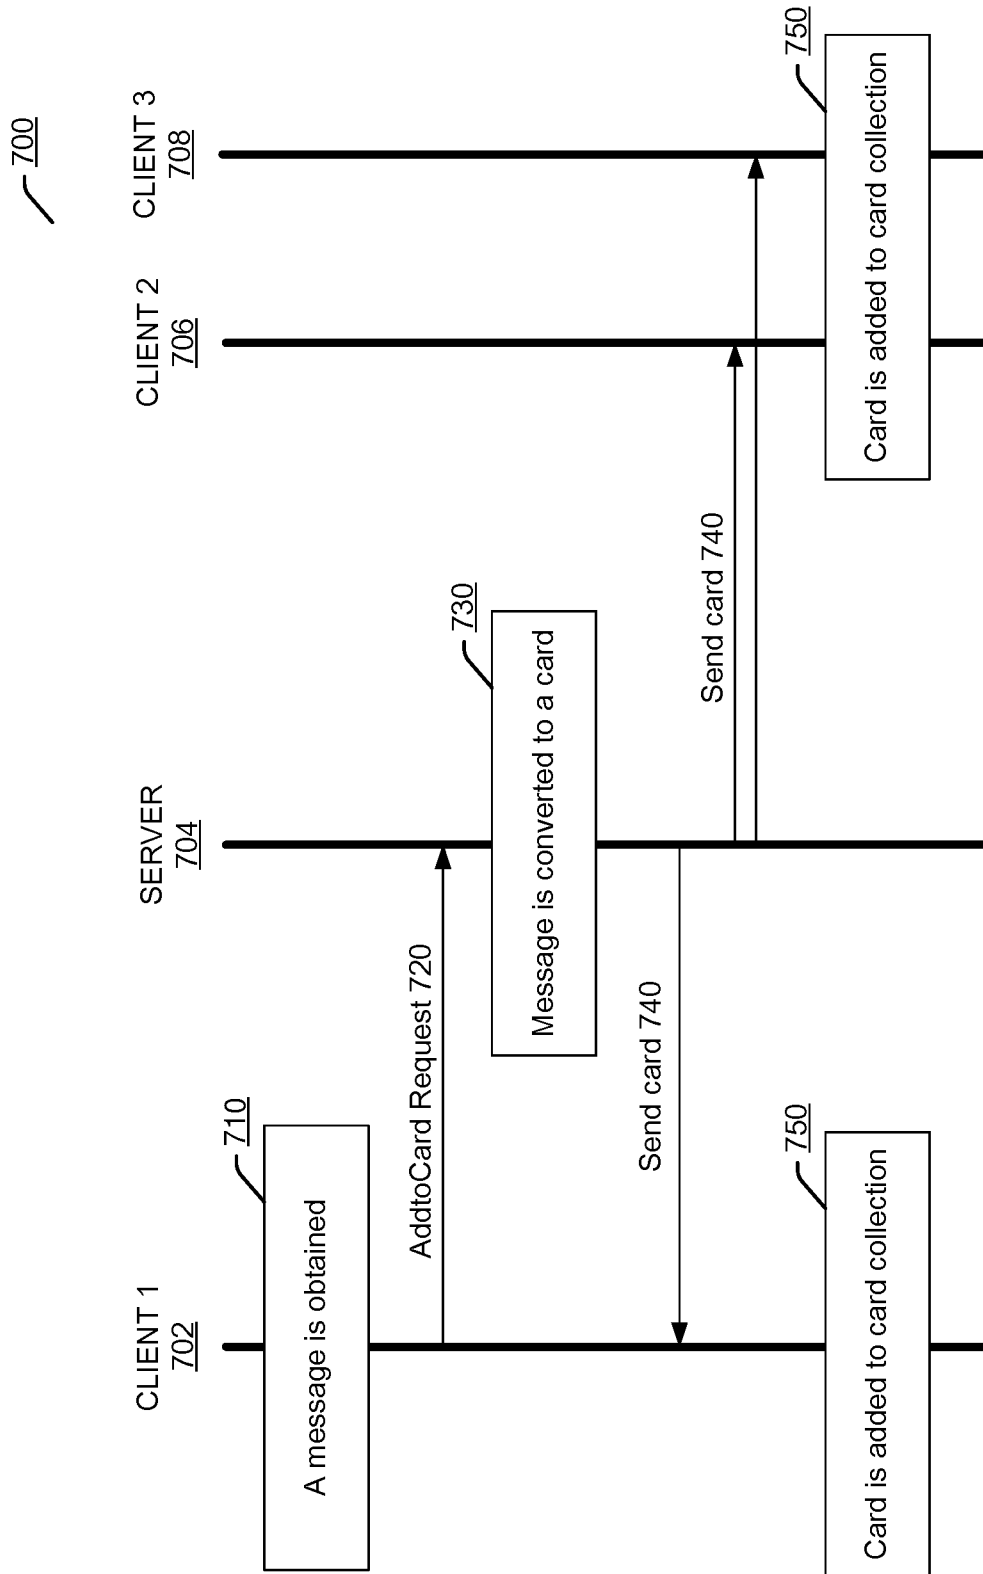 700
CLIENT 1
702
SERVER
704
CLIENT 2
706
CLIENT 3
708
710
A message is obtained
AddtoCard Request 720
730
Message is converted to a card
Send card 740
Send card 740
750
Card is added to card collection
750
Card is added to card collection